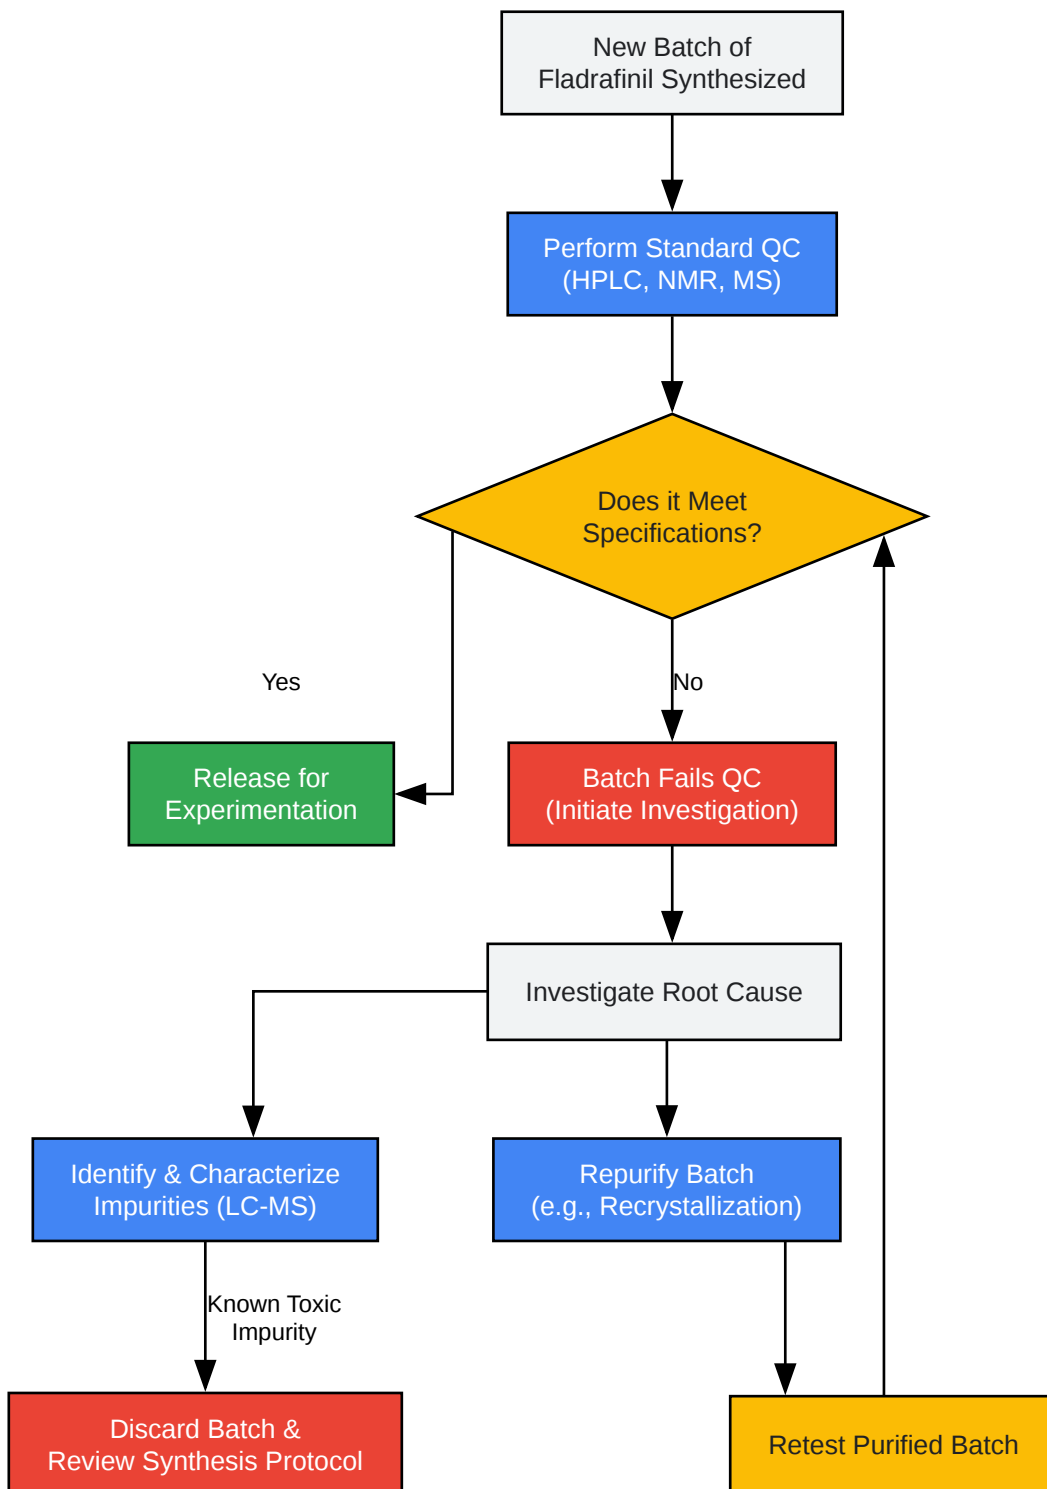 New Batch of
Fladrafinil Synthesized
Perform Standard QC
(HPLC, NMR, MS)
Does it Meet
Specifications?
Yes
No
Release for
Experimentation
Batch Fails QC
(Initiate Investigation)
Investigate Root Cause
Identify & Characterize
Impurities (LC-MS)
Repurify Batch
(e.g., Recrystallization)
Known Toxic
Impurity
Discard Batch &
Review Synthesis Protocol
Retest Purified Batch